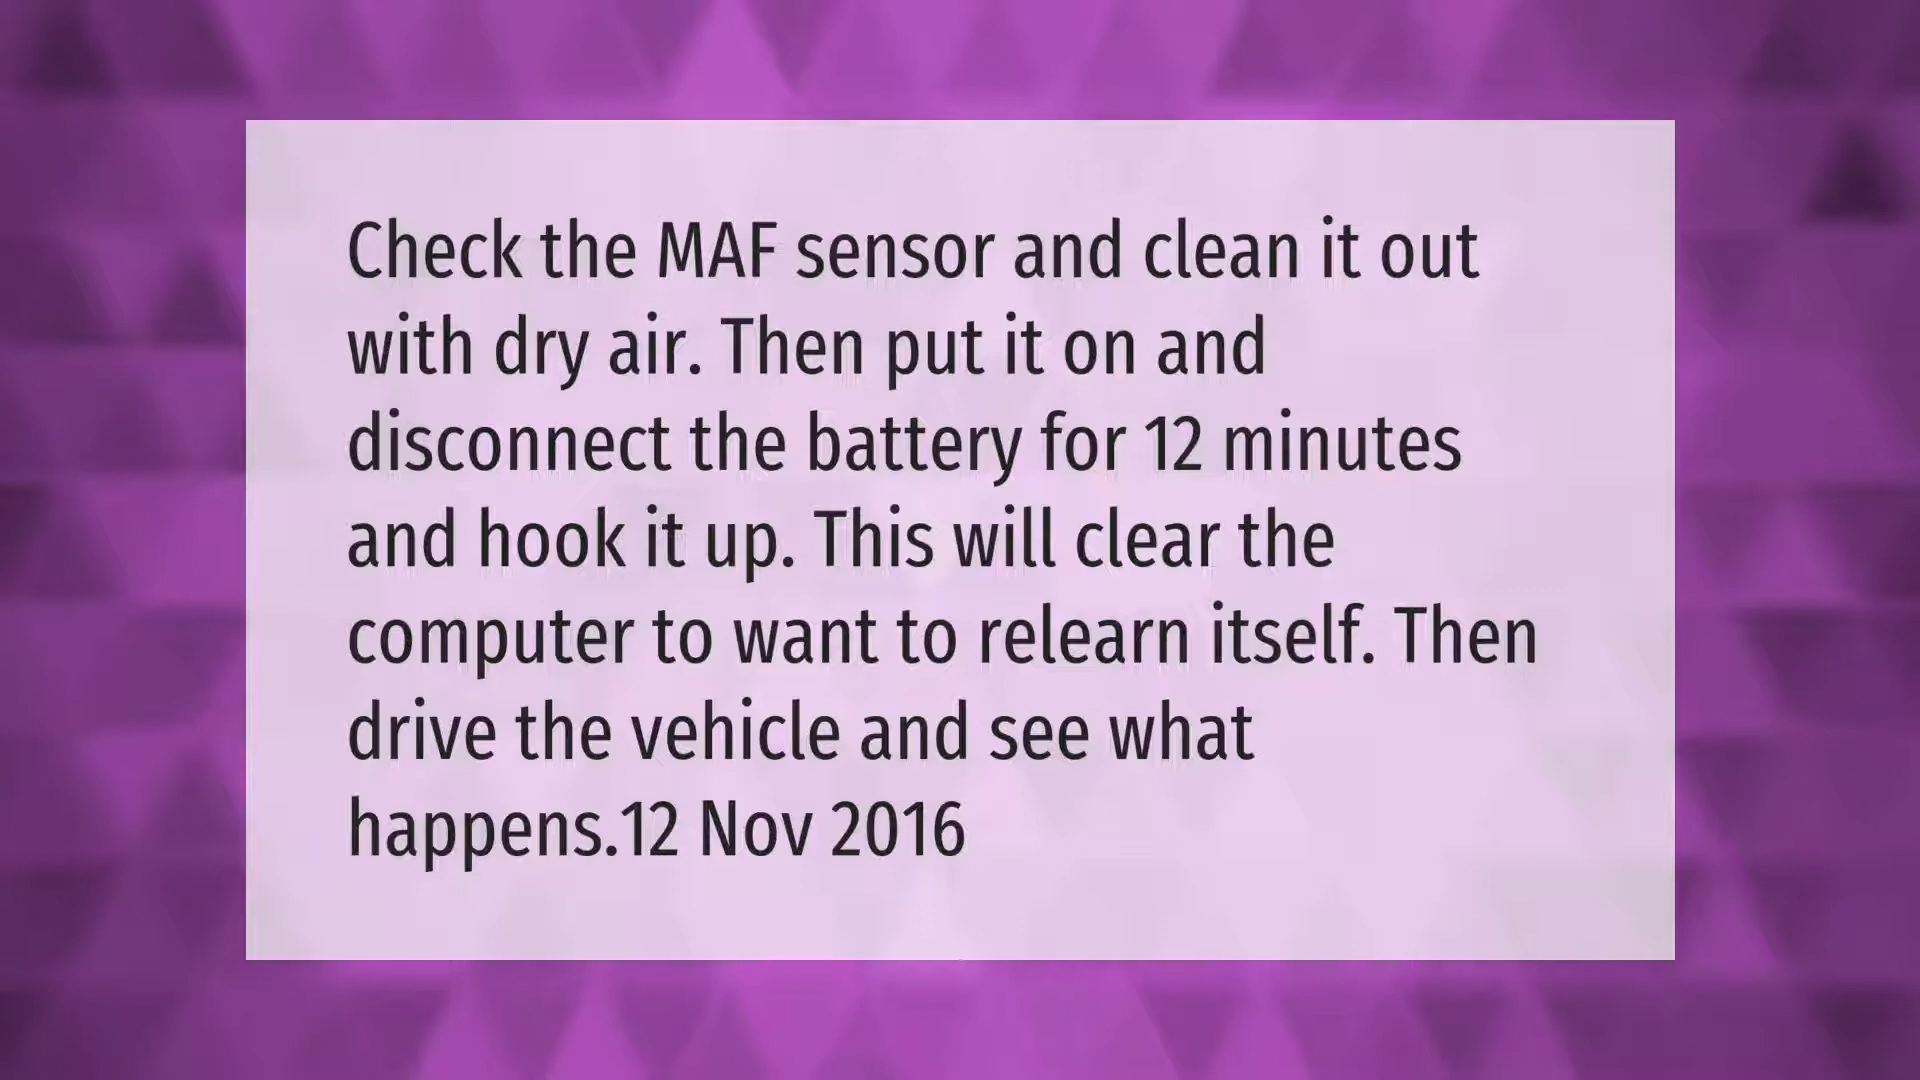 Check the MAF sensor and clean it out
with dry air. Then put it on and
disconnect the battery for 12 minutes
and hook it up. This will clear the
computer to want to relearn itself. Then
drive the vehicle and see what
happens.12 Nov 2016